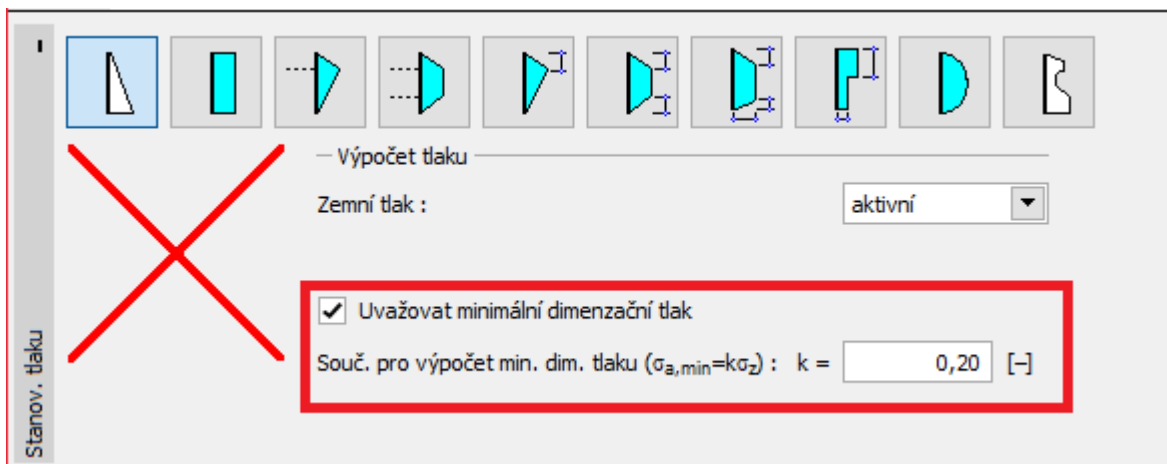 Výpočet tlaku
Zemní tlak :
aktivní
Uvažovat minimální dimenzační tlak
Souč. pro výpočet min. dim. tlaku (σa,min=kσz) : k = 0,20 [–]
Stanov. tlaku